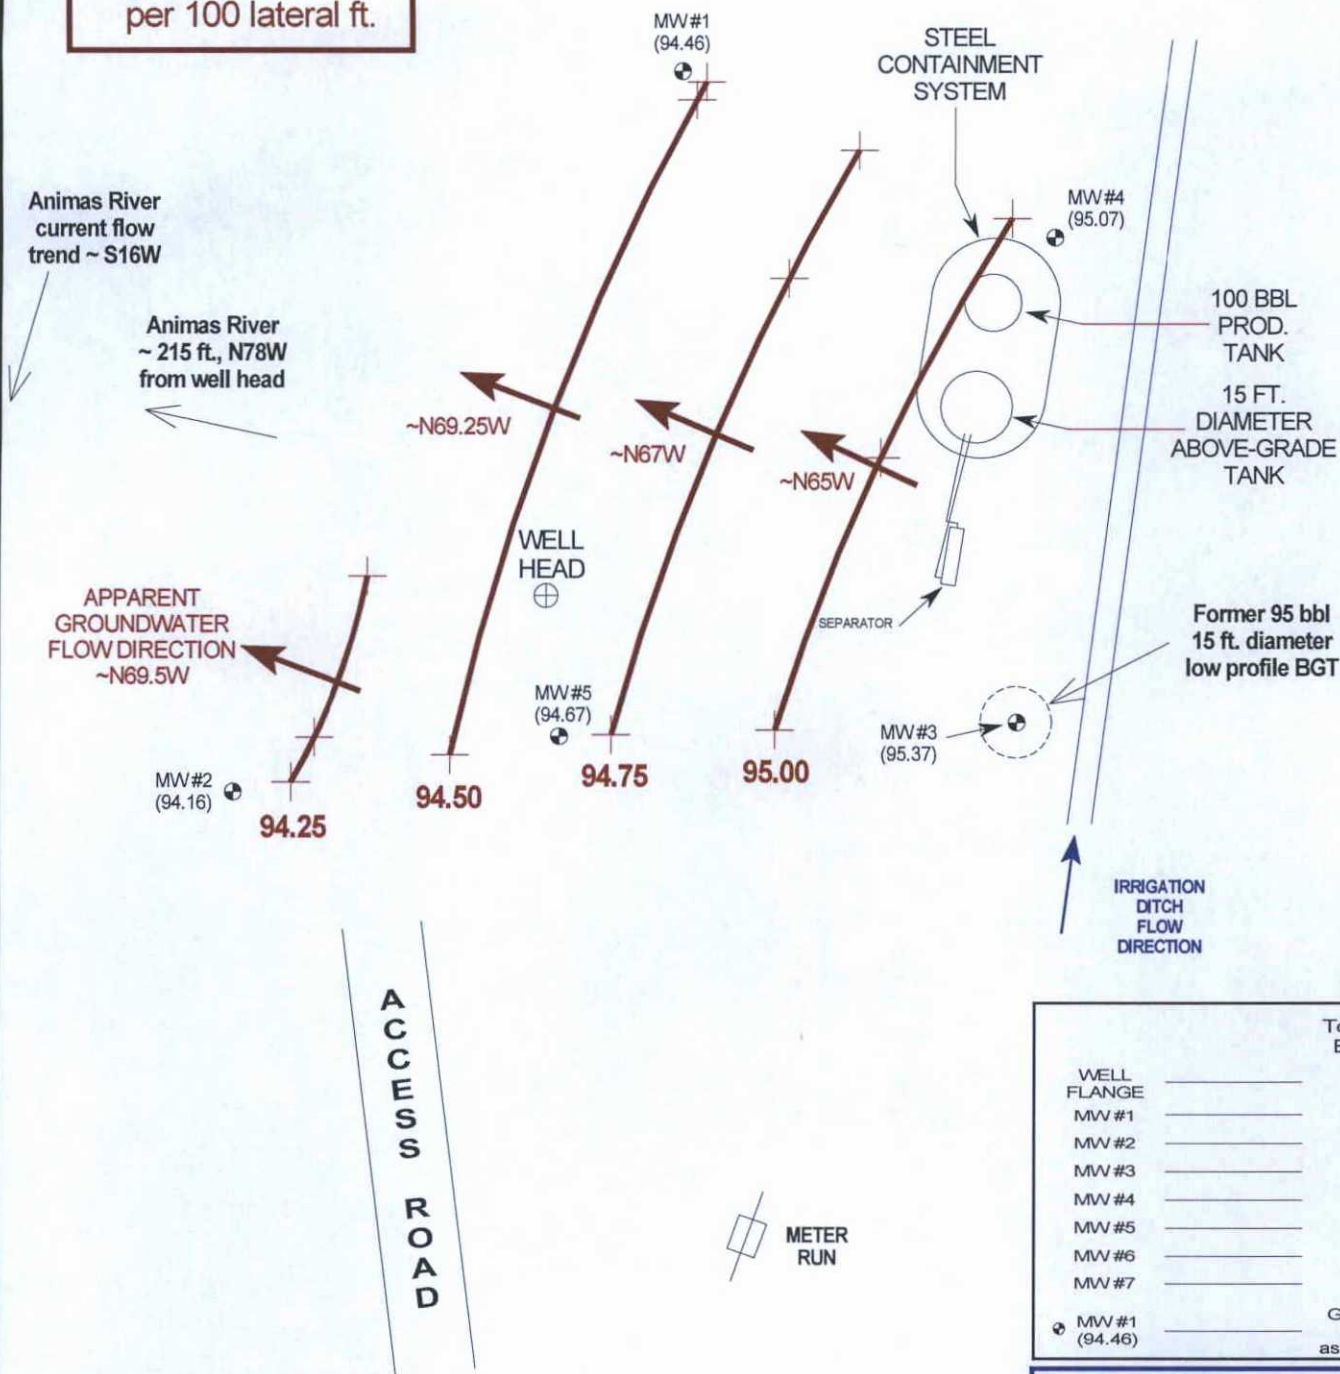 per 100 lateral ft.
MW #1
(94.46)
STEEL
CONTAINMENT
SYSTEM
Animas River
current flow
trend ~ S16W
MW #4
(95.07)
Animas River
~ 215 ft., N78W
from well head
100 BBL
PROD.
TANK
15 FT.
DIAMETER
ABOVE-GRADE
TANK
~N69.25W
~N67W
~N65W
WELL
HEAD
APPARENT
GROUNDWATER
FLOW DIRECTION
~N69.5W
SEPARATOR
Former 95 bbl
15 ft. diameter
low profile BGT
MW #5
(94.67)
MW #3
(95.37)
MW #2
(94.16)
94.25
94.50
94.75
95.00
IRRIGATION
DITCH
FLOW
DIRECTION
ACCESS ROAD
METER
RUN
WELL
FLANGE
MW #1
MW #2
MW #3
MW #4
MW #5
MW #6
MW #7
MW #1
(94.46)
as